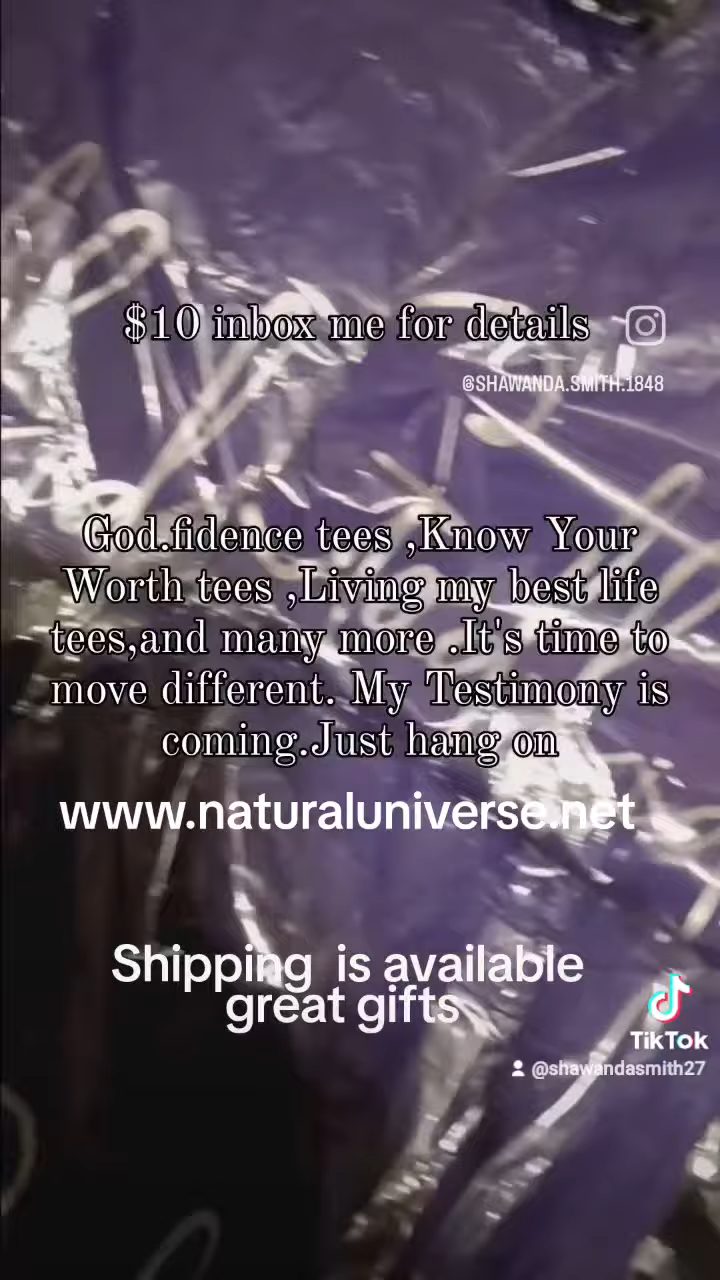 $10 inbox me for details
@SHAWANDA.SMITH.1848
God.fidence tees ,Know Your
Worth tees ,Living my best life
tees,and many more .It's time to
move different. My Testimony is
coming.Just hang on
www.naturaluniverse.net
Shipping  is available
great gifts
TikTok
@shawandasmith27